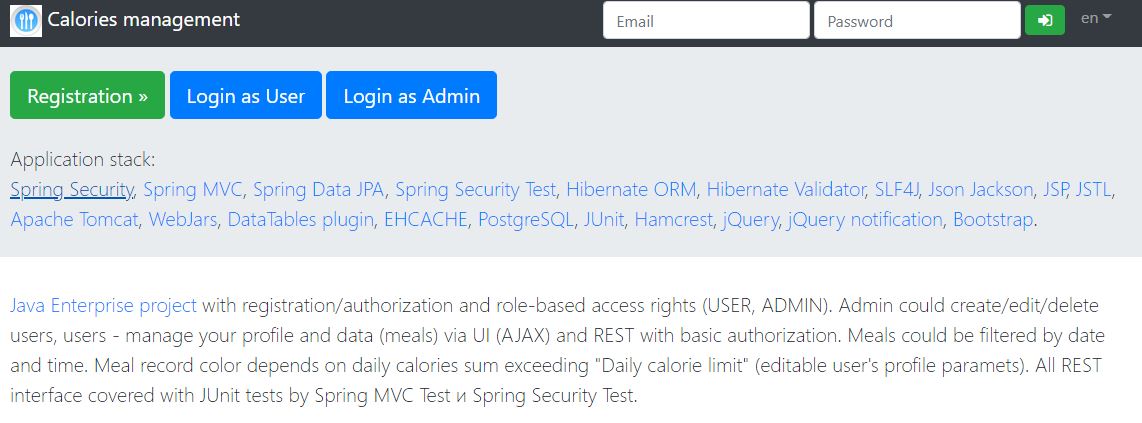 Calories management Email Password en
Registration » Login as User Login as Admin
Application stack:
Spring Security, Spring MVC, Spring Data JPA, Spring Security Test, Hibernate ORM, Hibernate Validator, SLF4J, Json Jackson, JSP, JSTL,
Apache Tomcat, WebJars, DataTables plugin, EHCACHE, PostgreSQL, JUnit, Hamcrest, jQuery, jQuery notification, Bootstrap.
Java Enterprise project with registration/authorization and role-based access rights (USER, ADMIN). Admin could create/edit/delete
users, users - manage your profile and data (meals) via UI (AJAX) and REST with basic authorization. Meals could be filtered by date
and time. Meal record color depends on daily calories sum exceeding "Daily calorie limit" (editable user's profile paramets). All REST
interface covered with JUnit tests by Spring MVC Test и Spring Security Test.